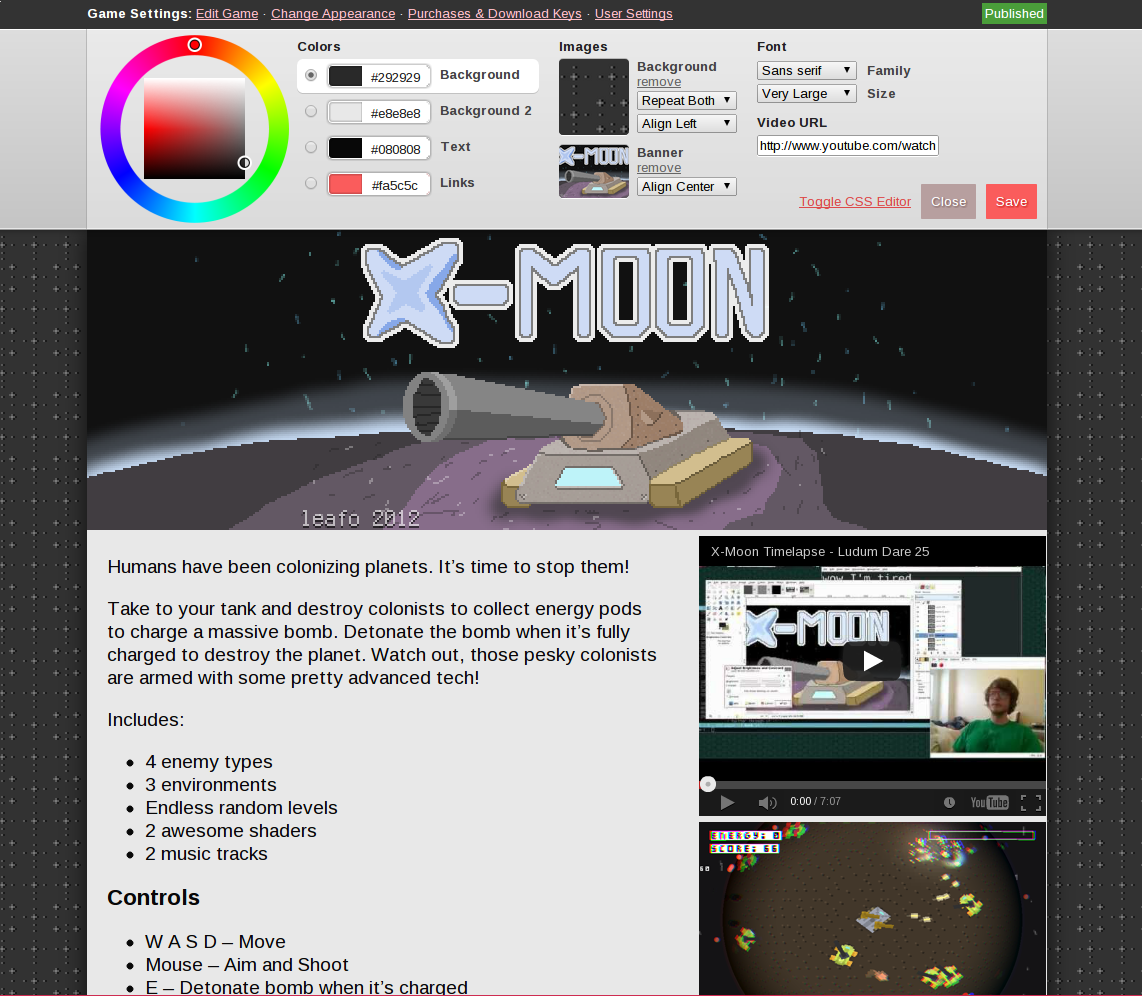 Game Settings: Edit Game · Change Appearance · Purchases & Download Keys · User Settings
Published
Colors
#292929 Background
#e8e8e8 Background 2
#080808 Text
#fa5c5c Links
Images
Background
remove
Repeat Both
Align Left
X-MOON
Banner
remove
Align Center
Font
Sans serif Family
Very Large Size
Video URL
http://www.youtube.com/watch
Toggle CSS Editor Close Save
X-MOON
leafo 2012
Humans have been colonizing planets. It’s time to stop them!
Take to your tank and destroy colonists to collect energy pods
to charge a massive bomb. Detonate the bomb when it’s fully
charged to destroy the planet. Watch out, those pesky colonists
are armed with some pretty advanced tech!
Includes:
4 enemy types
3 environments
Endless random levels
2 awesome shaders
2 music tracks
Controls
W A S D – Move
Mouse – Aim and Shoot
E – Detonate bomb when it’s charged
X-Moon Timelapse - Ludum Dare 25
wow I'm tired
X-MOON
0:00 / 7:07
YouTube
ENERGY: 0
SCORE: 66